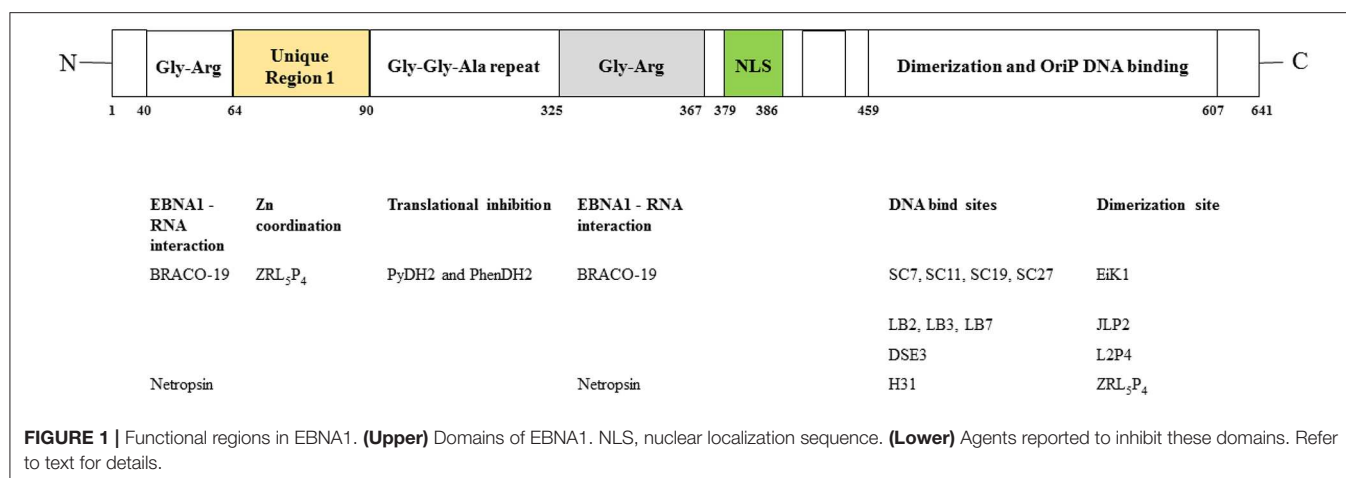 N
Gly-Arg
Unique
Region 1
Gly-Gly-Ala repeat
Gly-Arg
NLS
Dimerization and OriP DNA binding
C
1 40 64 90 325 367 379 386 459 607 641
EBNA1 - RNA interaction
Zn coordination
Translational inhibition
EBNA1 - RNA interaction
DNA bind sites
Dimerization site
BRACO-19 ZRL₅P₄ PyDH2 and PhenDH2 BRACO-19 SC7, SC11, SC19, SC27 EiK1
LB2, LB3, LB7 JLP2
DSE3 L2P4
Netropsin Netropsin H31 ZRL₅P₄
FIGURE 1 | Functional regions in EBNA1. (Upper) Domains of EBNA1. NLS, nuclear localization sequence. (Lower) Agents reported to inhibit these domains. Refer
to text for details.